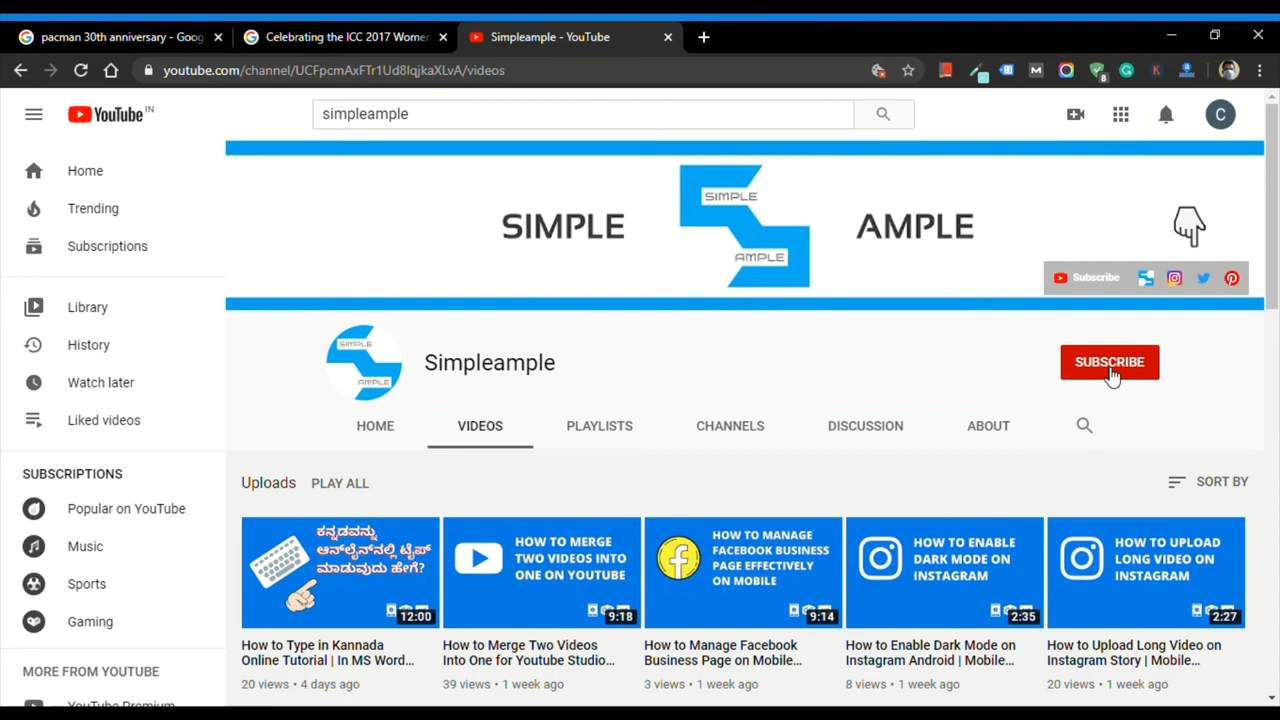 pacman 30th anniversary - Goog
Celebrating the ICC 2017 Women
Simpleample - YouTube
youtube.com/channel/UCFpcmAxFTr1Ud8IqjkaXLvA/videos
YouTube IN
simpleample
C
Home
Trending
Subscriptions
Library
History
Watch later
Liked videos
SUBSCRIPTIONS
Popular on YouTube
Music
Sports
Gaming
MORE FROM YOUTUBE
YouTube Premium
SIMPLE
SIMPLE
AMPLE
AMPLE
Subscribe
SIMPLE
AMPLE
Simpleample
SUBSCRIBE
HOME
VIDEOS
PLAYLISTS
CHANNELS
DISCUSSION
ABOUT
Uploads
PLAY ALL
SORT BY
ಕನ್ನಡವನ್ನು
ಆನ್‌ಲೈನ್‌ನಲ್ಲಿ ಟೈಪ್
ಮಾಡುವುದು ಹೇಗೆ?
12:00
How to Type in Kannada
Online Tutorial | In MS Word...
20 views • 4 days ago
HOW TO MERGE
TWO VIDEOS INTO
ONE ON YOUTUBE
9:18
How to Merge Two Videos
Into One for Youtube Studio...
39 views • 1 week ago
HOW TO MANAGE
FACEBOOK BUSINESS
PAGE EFFECTIVELY
ON MOBILE
9:14
How to Manage Facebook
Business Page on Mobile...
3 views • 1 week ago
HOW TO ENABLE
DARK MODE ON
INSTAGRAM
2:35
How to Enable Dark Mode on
Instagram Android | Mobile...
8 views • 1 week ago
HOW TO UPLOAD
LONG VIDEO ON
INSTAGRAM
2:27
How to Upload Long Video on
Instagram Story | Mobile...
20 views • 1 week ago